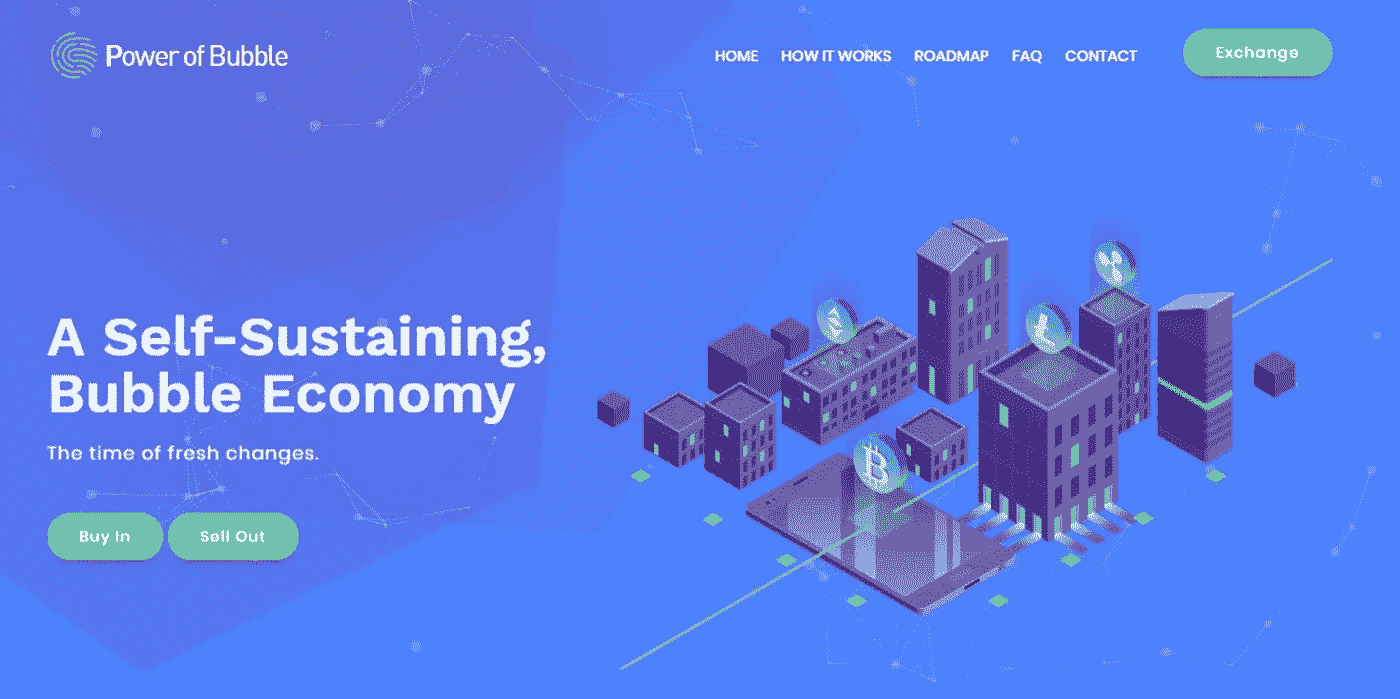 Power of Bubble
HOME HOW IT WORKS ROADMAP FAQ CONTACT Exchange
A Self-Sustaining,
Bubble Economy
The time of fresh changes.
Buy In Sell Out